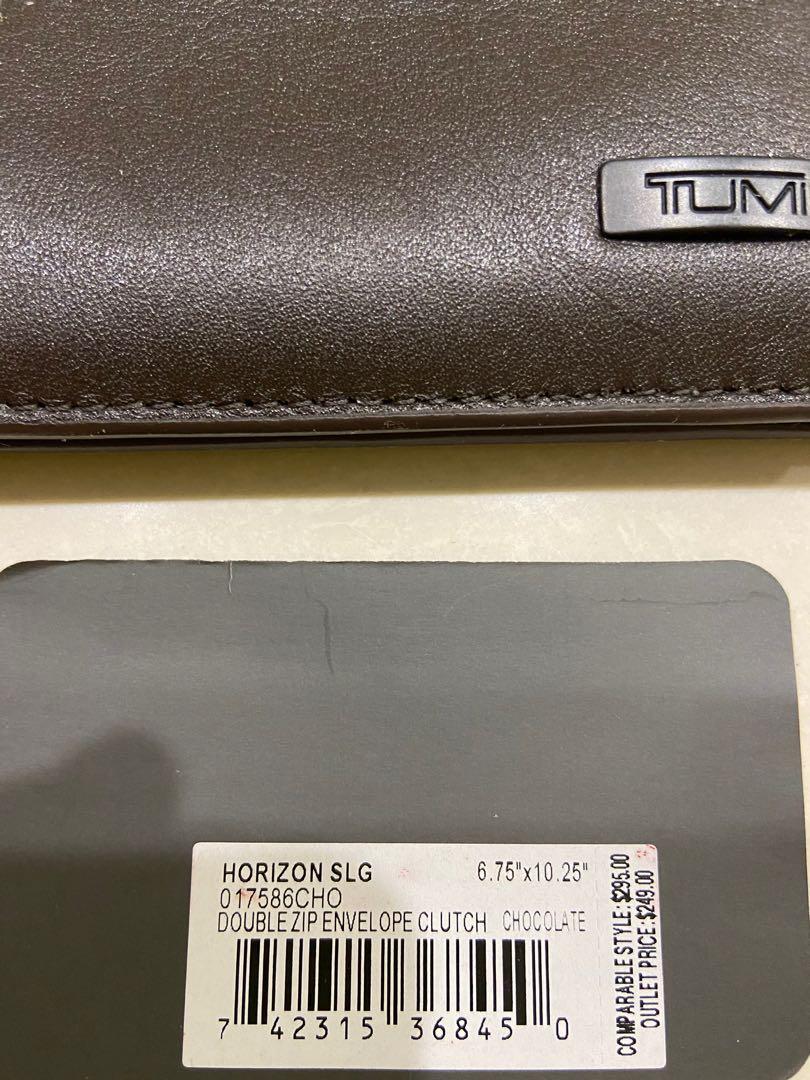 TUMI
HORIZON SLG 6.75"x10.25"
017586CHO
DOUBLE ZIP ENVELOPE CLUTCH CHOCOLATE
7 42315 36845 0
COMPARABLE STYLE: $295.00
OUTLET PRICE: $249.00